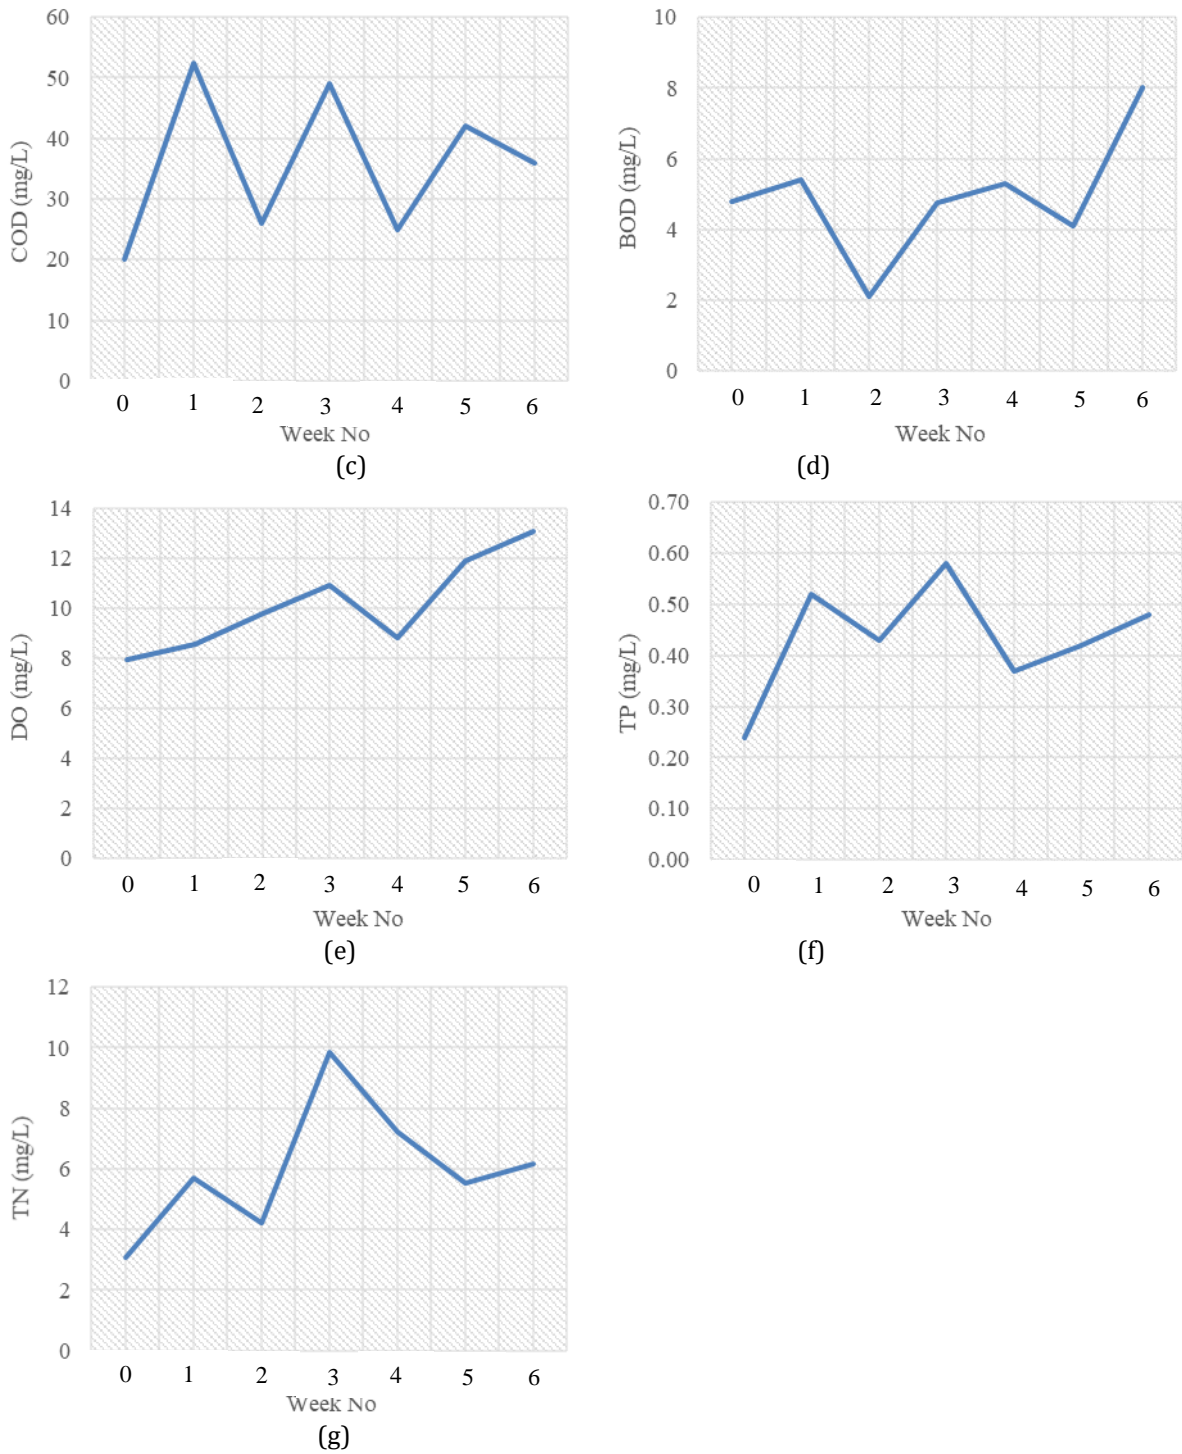 60
50
40
30
20
10
0
COD (mg/L)
0 1 2 3 4 5 6
Week No
(c)
10
8
6
4
2
0
BOD (mg/L)
0 1 2 3 4 5 6
Week No
(d)
14
12
10
8
6
4
2
0
DO (mg/L)
0 1 2 3 4 5 6
Week No
(e)
0.70
0.60
0.50
0.40
0.30
0.20
0.10
0.00
TP (mg/L)
0 1 2 3 4 5 6
Week No
(f)
12
10
8
6
4
2
0
TN (mg/L)
0 1 2 3 4 5 6
Week No
(g)